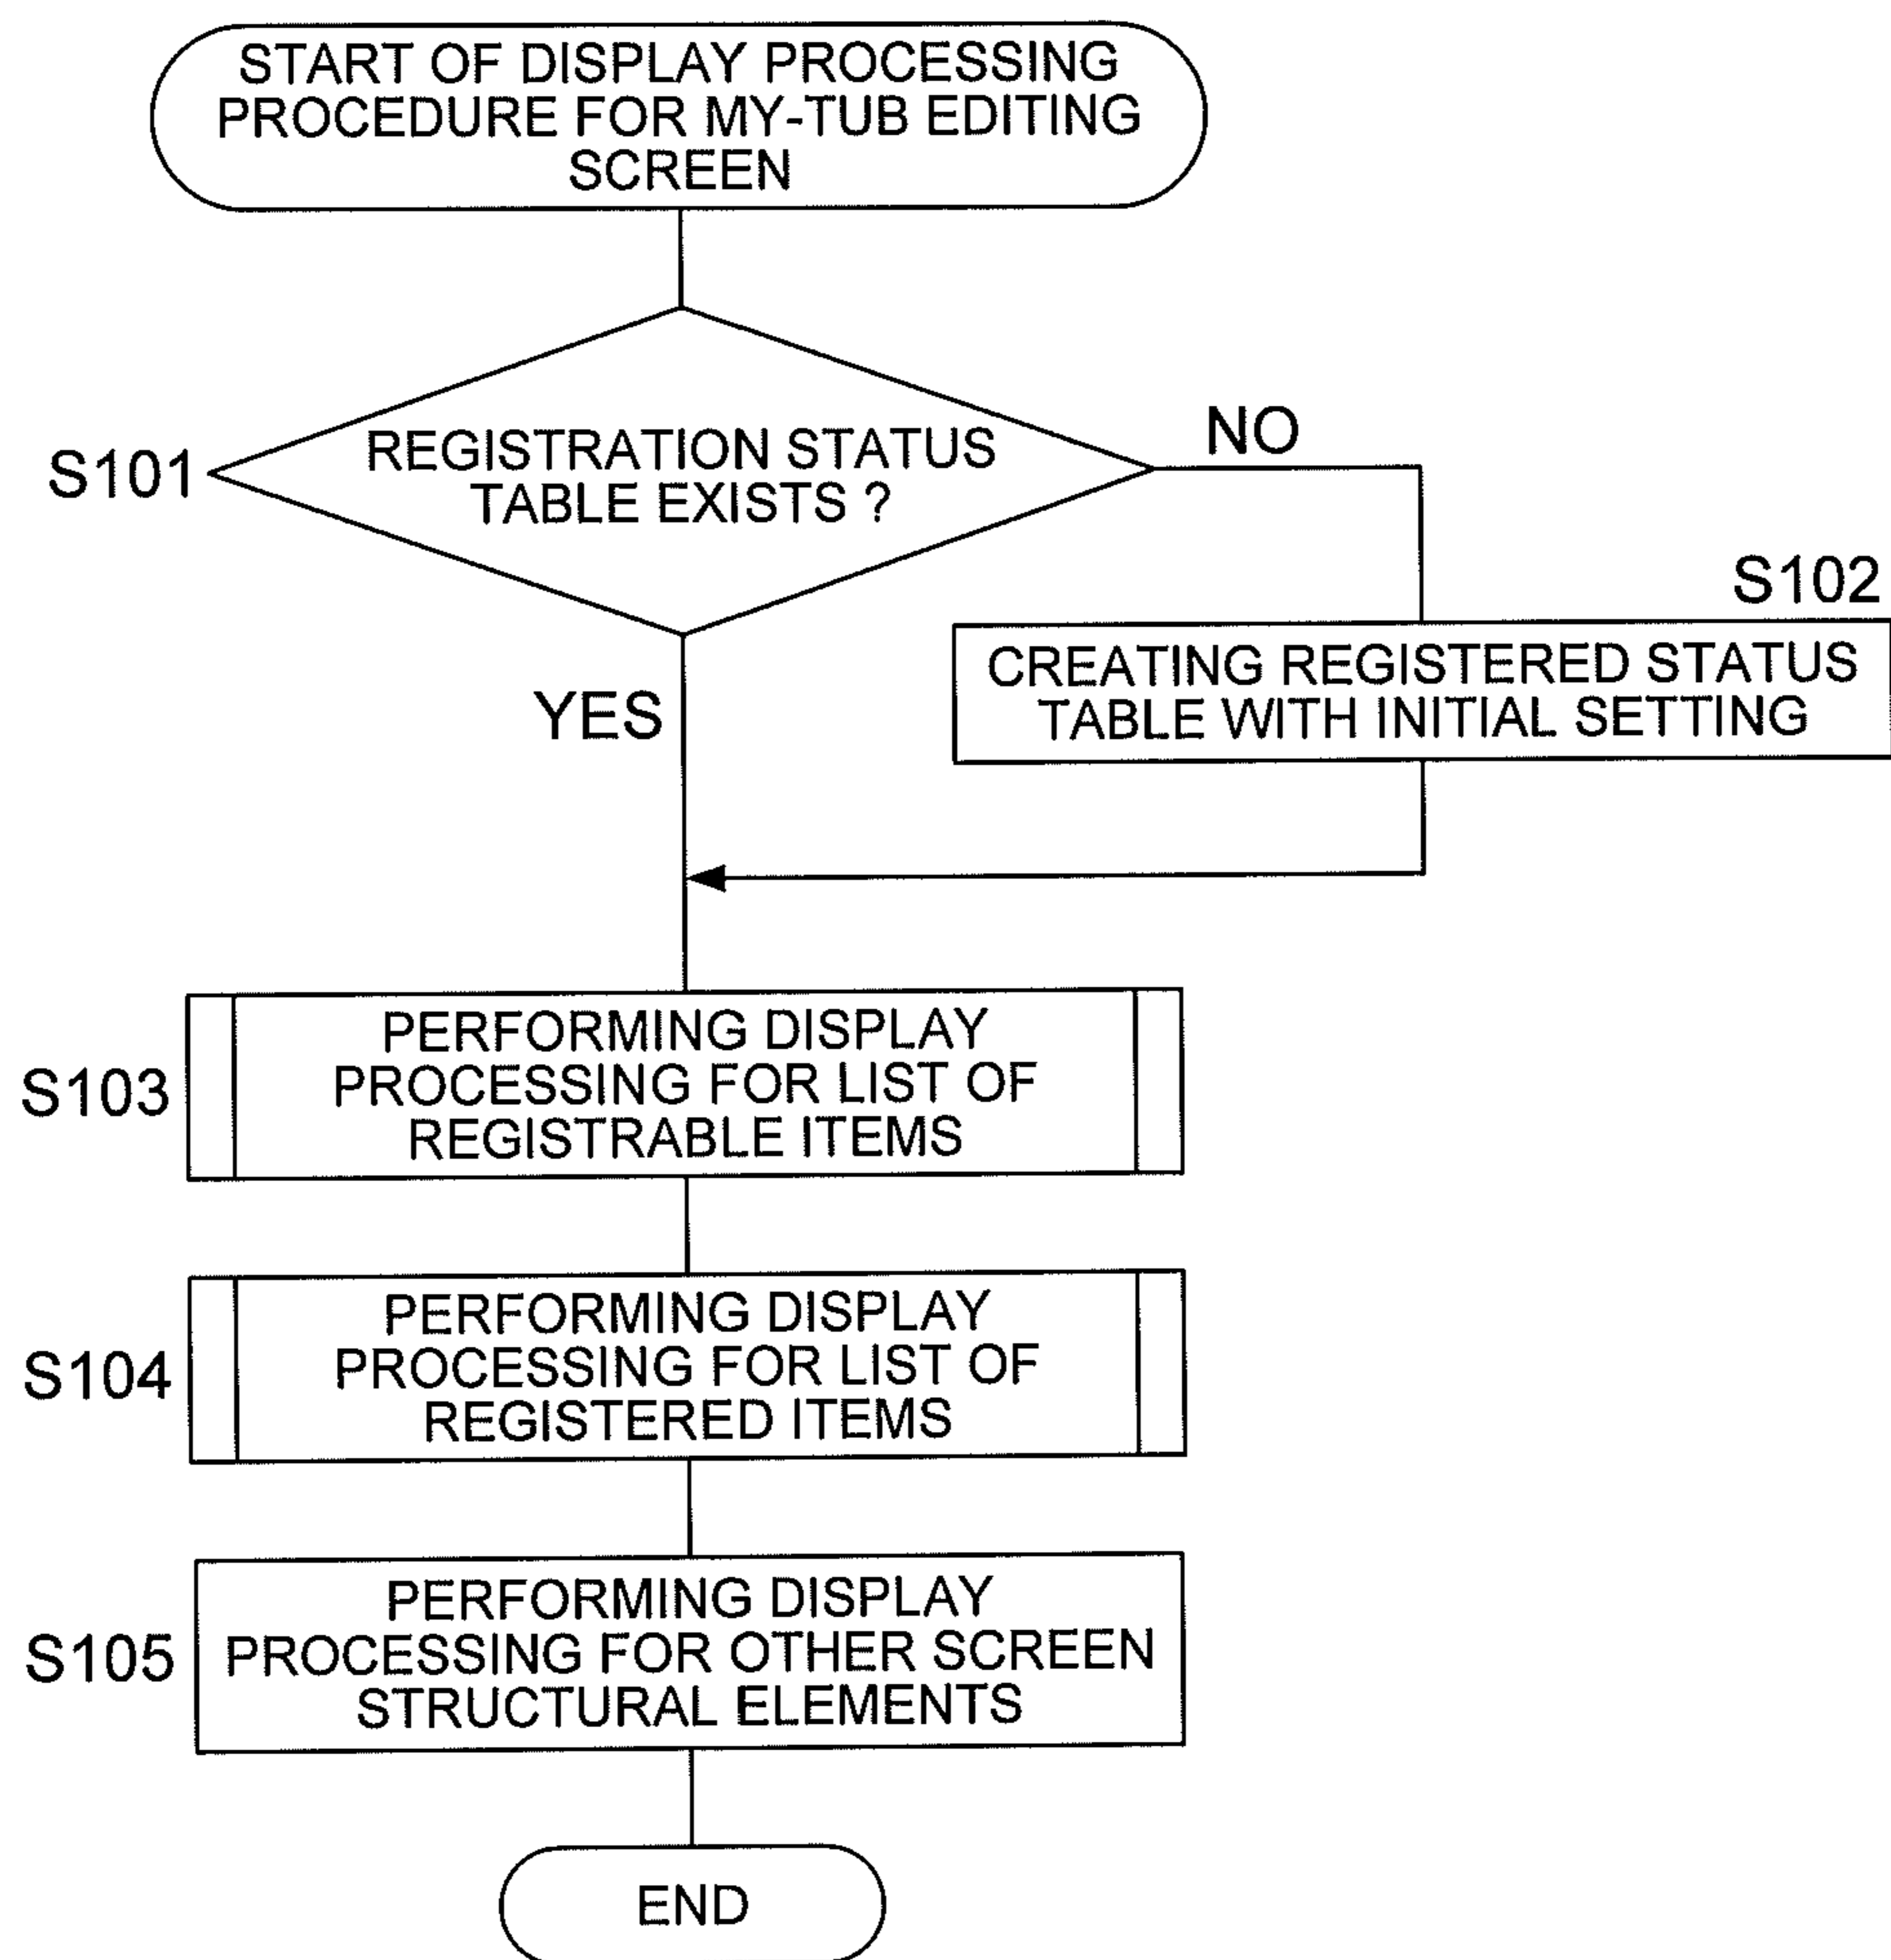 START OF DISPLAY PROCESSING
PROCEDURE FOR MY-TUB EDITING
SCREEN
S101
REGISTRATION STATUS
TABLE EXISTS ?
NO
YES
S102
CREATING REGISTERED STATUS
TABLE WITH INITIAL SETTING
S103
PERFORMING DISPLAY
PROCESSING FOR LIST OF
REGISTRABLE ITEMS
S104
PERFORMING DISPLAY
PROCESSING FOR LIST OF
REGISTERED ITEMS
S105
PERFORMING DISPLAY
PROCESSING FOR OTHER SCREEN
STRUCTURAL ELEMENTS
END